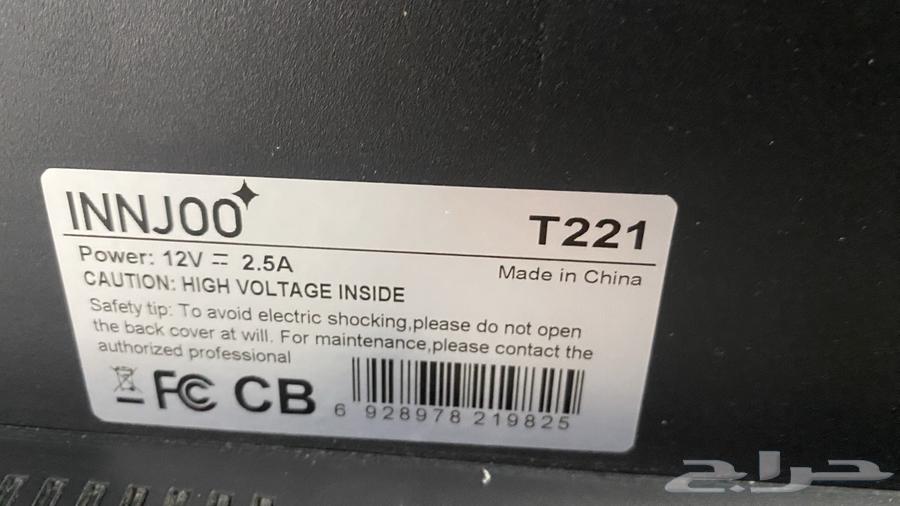 INNJOO
T221
Power: 12V ⎓ 2.5A
Made in China
CAUTION: HIGH VOLTAGE INSIDE
Safety tip: To avoid electric shocking,please do not open
the back cover at will. For maintenance,please contact the
authorized professional
FC CB
6 928978 219825
حراج